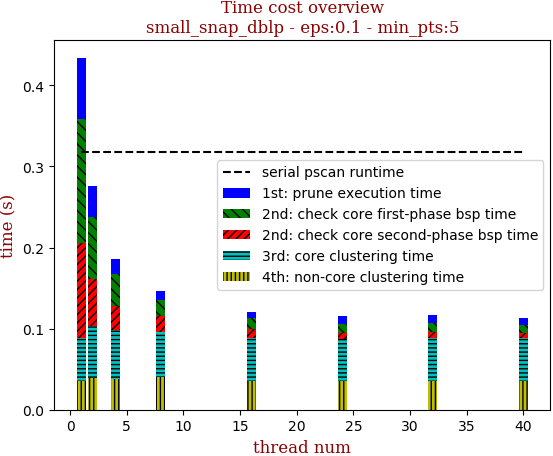 Time cost overview
small_snap_dblp - eps:0.1 - min_pts:5
time (s)
0.4
0.3
0.2
0.1
0.0
serial pscan runtime
1st: prune execution time
2nd: check core first-phase bsp time
2nd: check core second-phase bsp time
3rd: core clustering time
4th: non-core clustering time
0 5 10 15 20 25 30 35 40
thread num